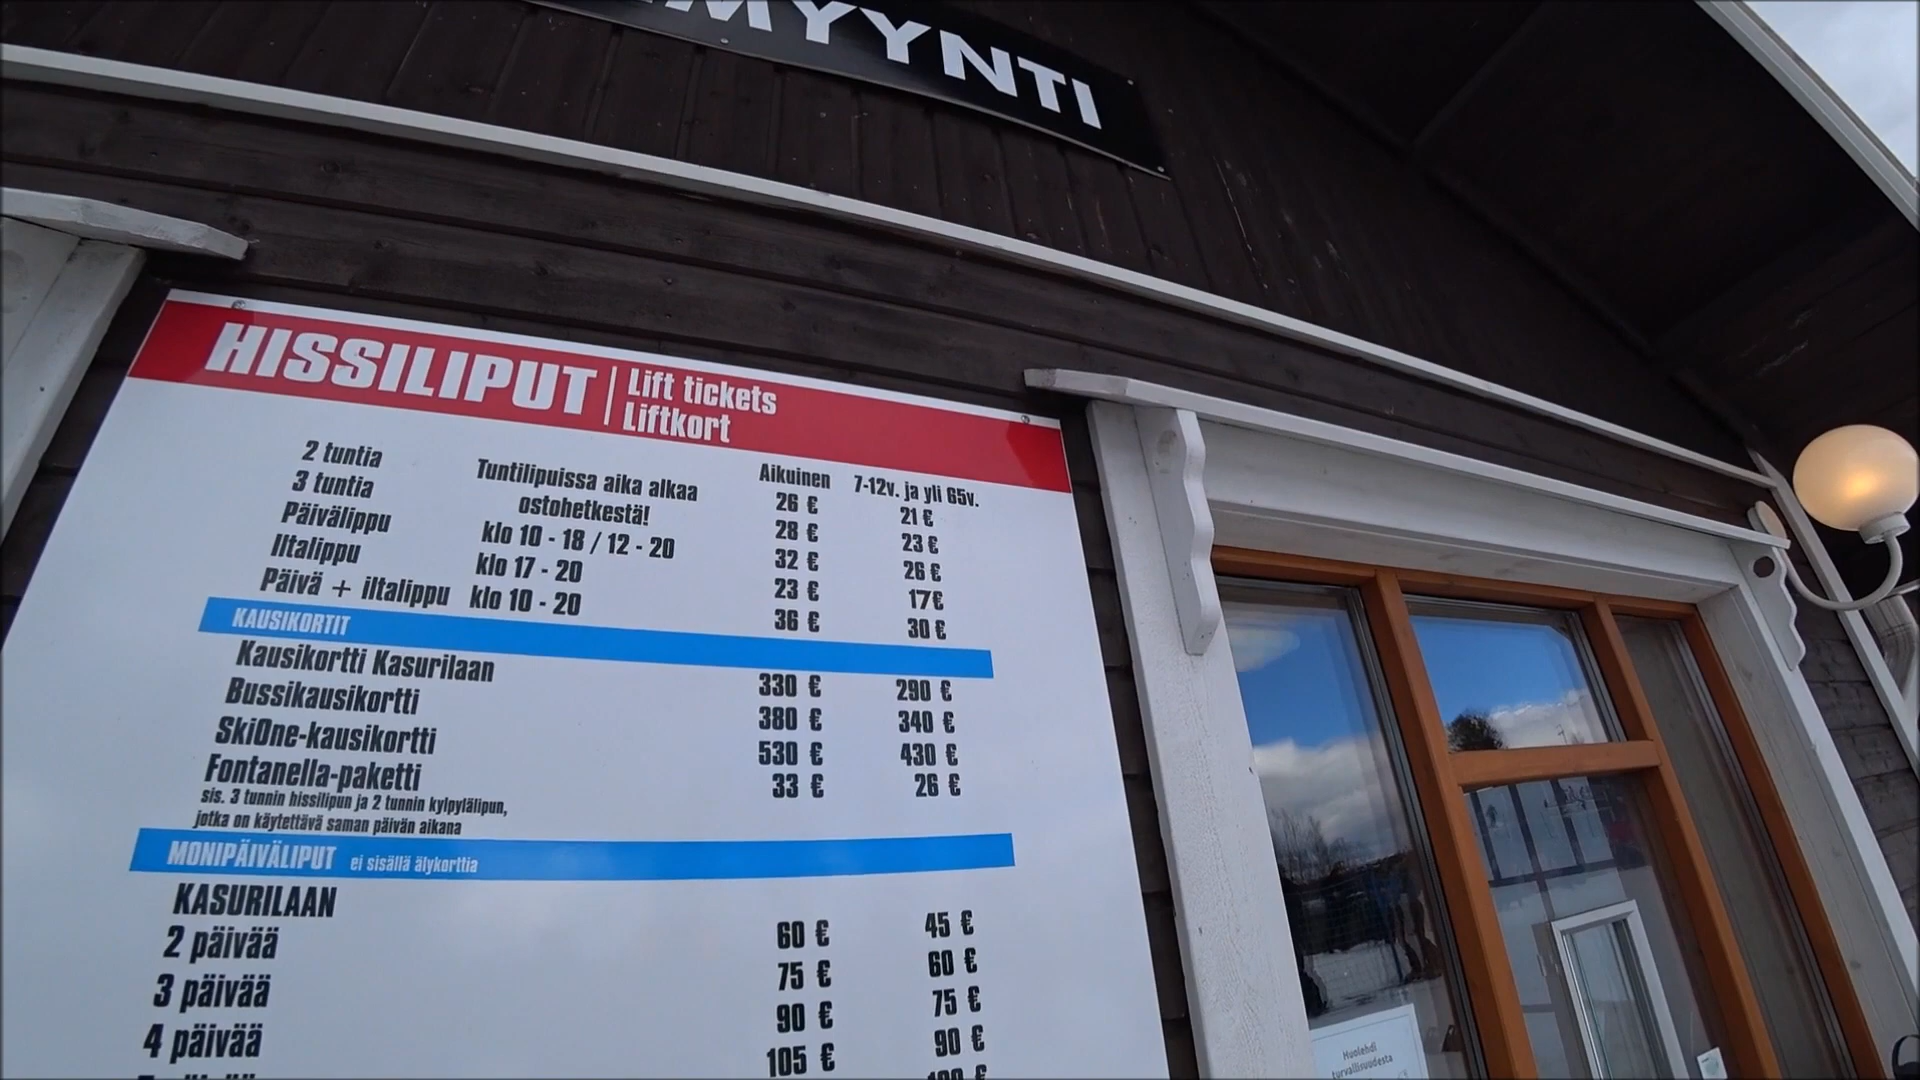 MYYNTI
HISSILIPUT
Lift tickets
Liftkort
Aikuinen 7-12v. ja yli 65v.
2 tuntia Tuntilipuissa aika alkaa 26 € 21 €
3 tuntia ostohetkestä! 28 € 23 €
Päivälippu klo 10 - 18 / 12 - 20 32 € 26 €
Iltalippu klo 17 - 20 23 € 17€
Päivä + iltalippu klo 10 - 20 36 € 30 €
KAUSIKORTIT
Kausikortti Kasurilaan 330 € 290 €
Bussikausikortti 380 € 340 €
SkiOne-kausikortti 530 € 430 €
Fontanella-paketti 33 € 26 €
sis. 3 tunnin hissilipun ja 2 tunnin kylpylälipun,
jotka on käytettävä saman päivän aikana
MONIPÄIVÄLIPUT ei sisällä älykorttia
KASURILAAN
2 päivää 60 € 45 €
3 päivää 75 € 60 €
4 päivää 90 € 75 €
105 € 90 €
Huolehdi
turvallisuudesta